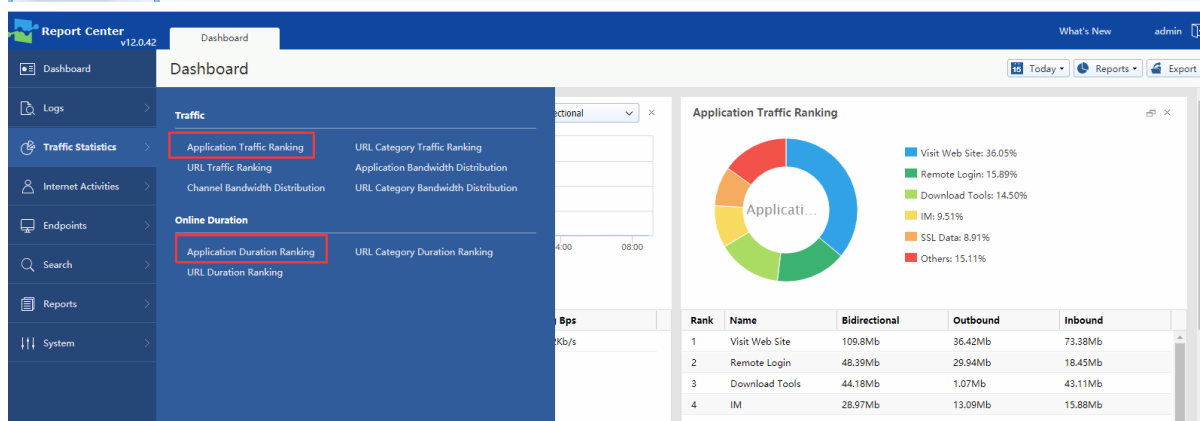 Report Center
v12.0.42
Dashboard
What's New
admin
Dashboard
Logs
Traffic Statistics
Internet Activities
Endpoints
Search
Reports
System
Dashboard
15 Today
Reports
Export
Traffic
Application Traffic Ranking
URL Category Traffic Ranking
URL Traffic Ranking
Application Bandwidth Distribution
Channel Bandwidth Distribution
URL Category Bandwidth Distribution
Online Duration
Application Duration Ranking
URL Category Duration Ranking
URL Duration Ranking
ectional
4:00
08:00
Bps
Kb/s
Application Traffic Ranking
Applicati...
Visit Web Site: 36.05%
Remote Login: 15.89%
Download Tools: 14.50%
IM: 9.51%
SSL Data: 8.91%
Others: 15.11%
Rank Name Bidirectional Outbound Inbound
1 Visit Web Site 109.8Mb 36.42Mb 73.38Mb
2 Remote Login 48.39Mb 29.94Mb 18.45Mb
3 Download Tools 44.18Mb 1.07Mb 43.11Mb
4 IM 28.97Mb 13.09Mb 15.88Mb